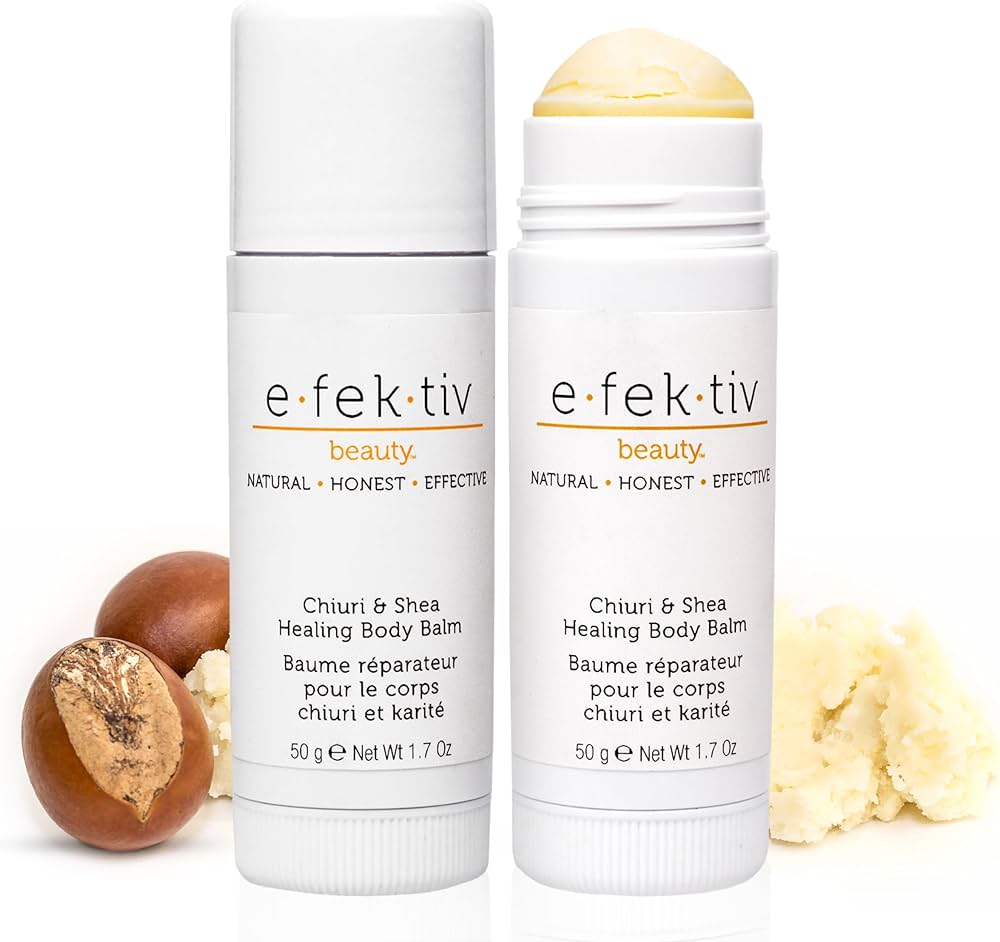 e·fek·tiv
beauty™
NATURAL • HONEST • EFFECTIVE
Chiuri & Shea
Healing Body Balm
Baume réparateur
pour le corps
chiuri et karité
50 g ℮ Net Wt 1.7 Oz
e·fek·tiv
beauty™
NATURAL • HONEST • EFFECTIVE
Chiuri & Shea
Healing Body Balm
Baume réparateur
pour le corps
chiuri et karité
50 g ℮ Net Wt 1.7 Oz